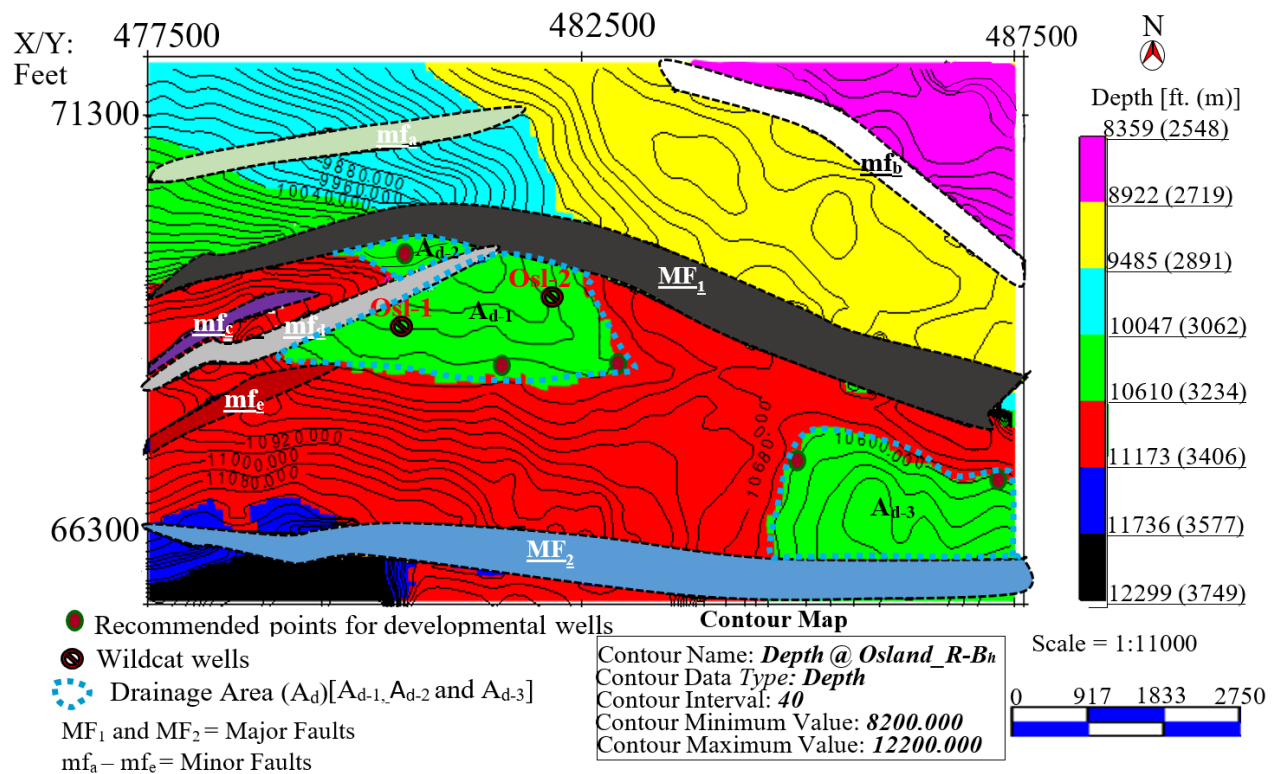 X/Y:
Feet
477500
482500
487500
N
71300
66300
Depth [ft. (m)]
8359 (2548)
8922 (2719)
9485 (2891)
10047 (3062)
10610 (3234)
11173 (3406)
11736 (3577)
12299 (3749)
mfa
mfb
9880.000
9960.000
10040.000
Ad-2
MF1
Osl-2
Osl-1
Ad-1
mfc
mfd
mfe
10920.000
11000.000
11080.000
10680
10600.000
Ad-3
MF2
Recommended points for developmental wells
Wildcat wells
Drainage Area (Ad)[Ad-1, Ad-2 and Ad-3]
MF1 and MF2 = Major Faults
mfa – mfe = Minor Faults
Contour Map
Contour Name: Depth @ Osland_R-Bh
Contour Data Type: Depth
Contour Interval: 40
Contour Minimum Value: 8200.000
Contour Maximum Value: 12200.000
Scale = 1:11000
0 917 1833 2750